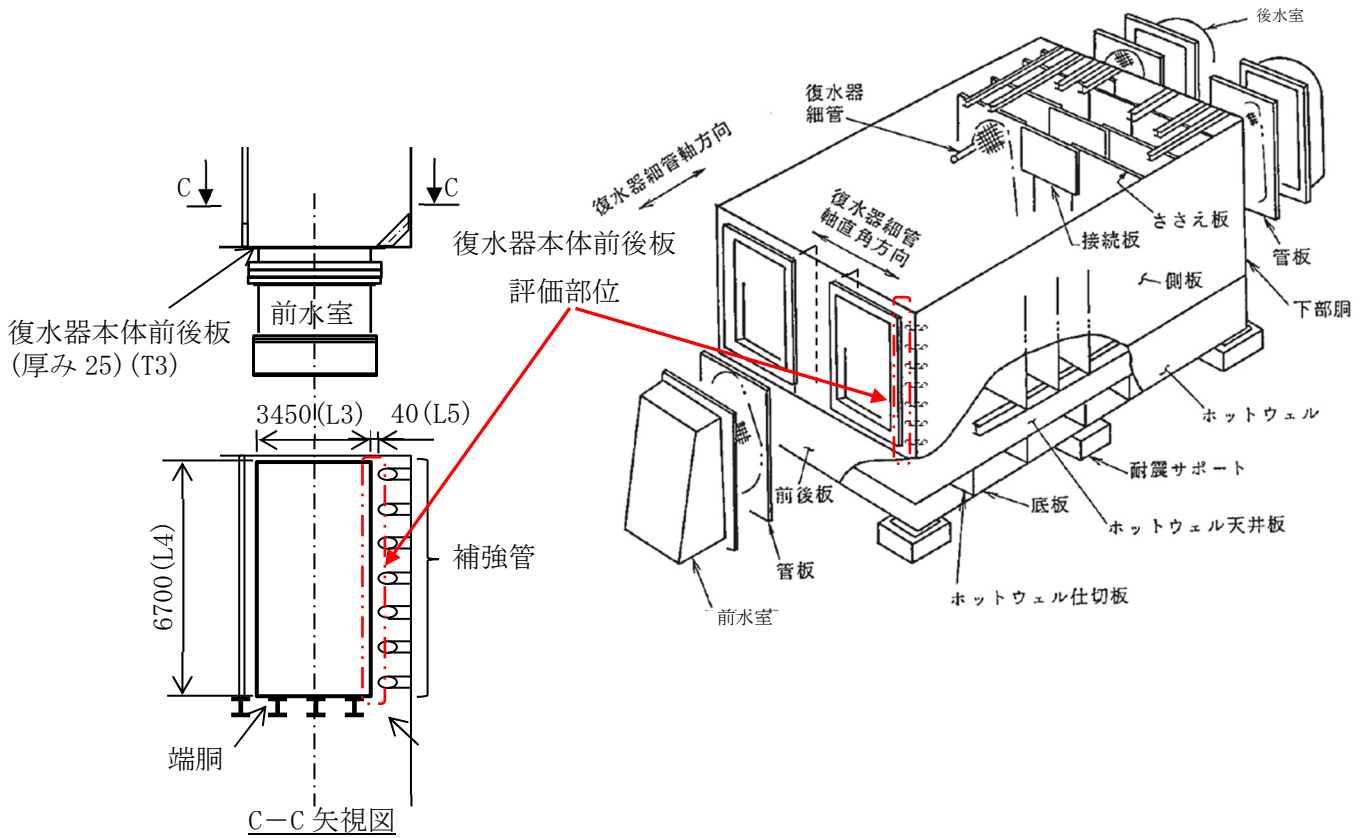 C
C
復水器本体前後板
(厚み 25) (T3)
前水室
3450(L3)
40(L5)
6700(L4)
補強管
端胴
C－C 矢視図
復水器本体前後板
評価部位
復水器細管軸方向
復水器細管
軸直角方向
復水器
細管
後水室
接続板
ささえ板
管板
側板
下部胴
ホットウェル
耐震サポート
底板
ホットウェル天井板
ホットウェル仕切板
前後板
管板
前水室